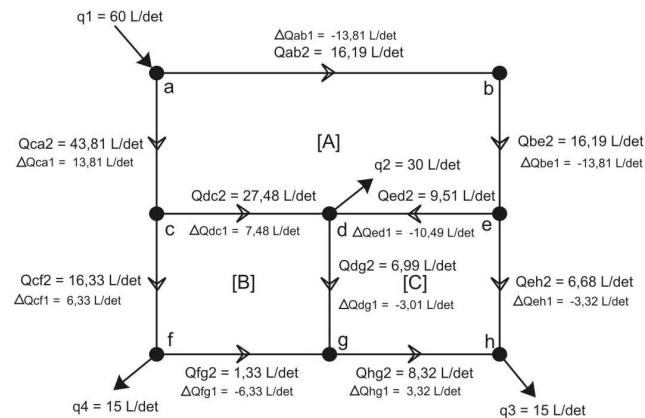 q1 = 60 L/det
ΔQab1 = -13,81 L/det
Qab2 = 16,19 L/det
a
b
Qca2 = 43,81 L/det
ΔQca1 = 13,81 L/det
[A]
Qbe2 = 16,19 L/det
ΔQbe1 = -13,81 L/det
q2 = 30 L/det
Qdc2 = 27,48 L/det
Qed2 = 9,51 L/det
c
ΔQdc1 = 7,48 L/det
d
ΔQed1 = -10,49 L/det
e
Qcf2 = 16,33 L/det
ΔQcf1 = 6,33 L/det
[B]
Qdg2 = 6,99 L/det
[C]
ΔQdg1 = -3,01 L/det
Qeh2 = 6,68 L/det
ΔQeh1 = -3,32 L/det
f
g
h
Qfg2 = 1,33 L/det
ΔQfg1 = -6,33 L/det
Qhg2 = 8,32 L/det
ΔQhg1 = 3,32 L/det
q4 = 15 L/det
q3 = 15 L/det